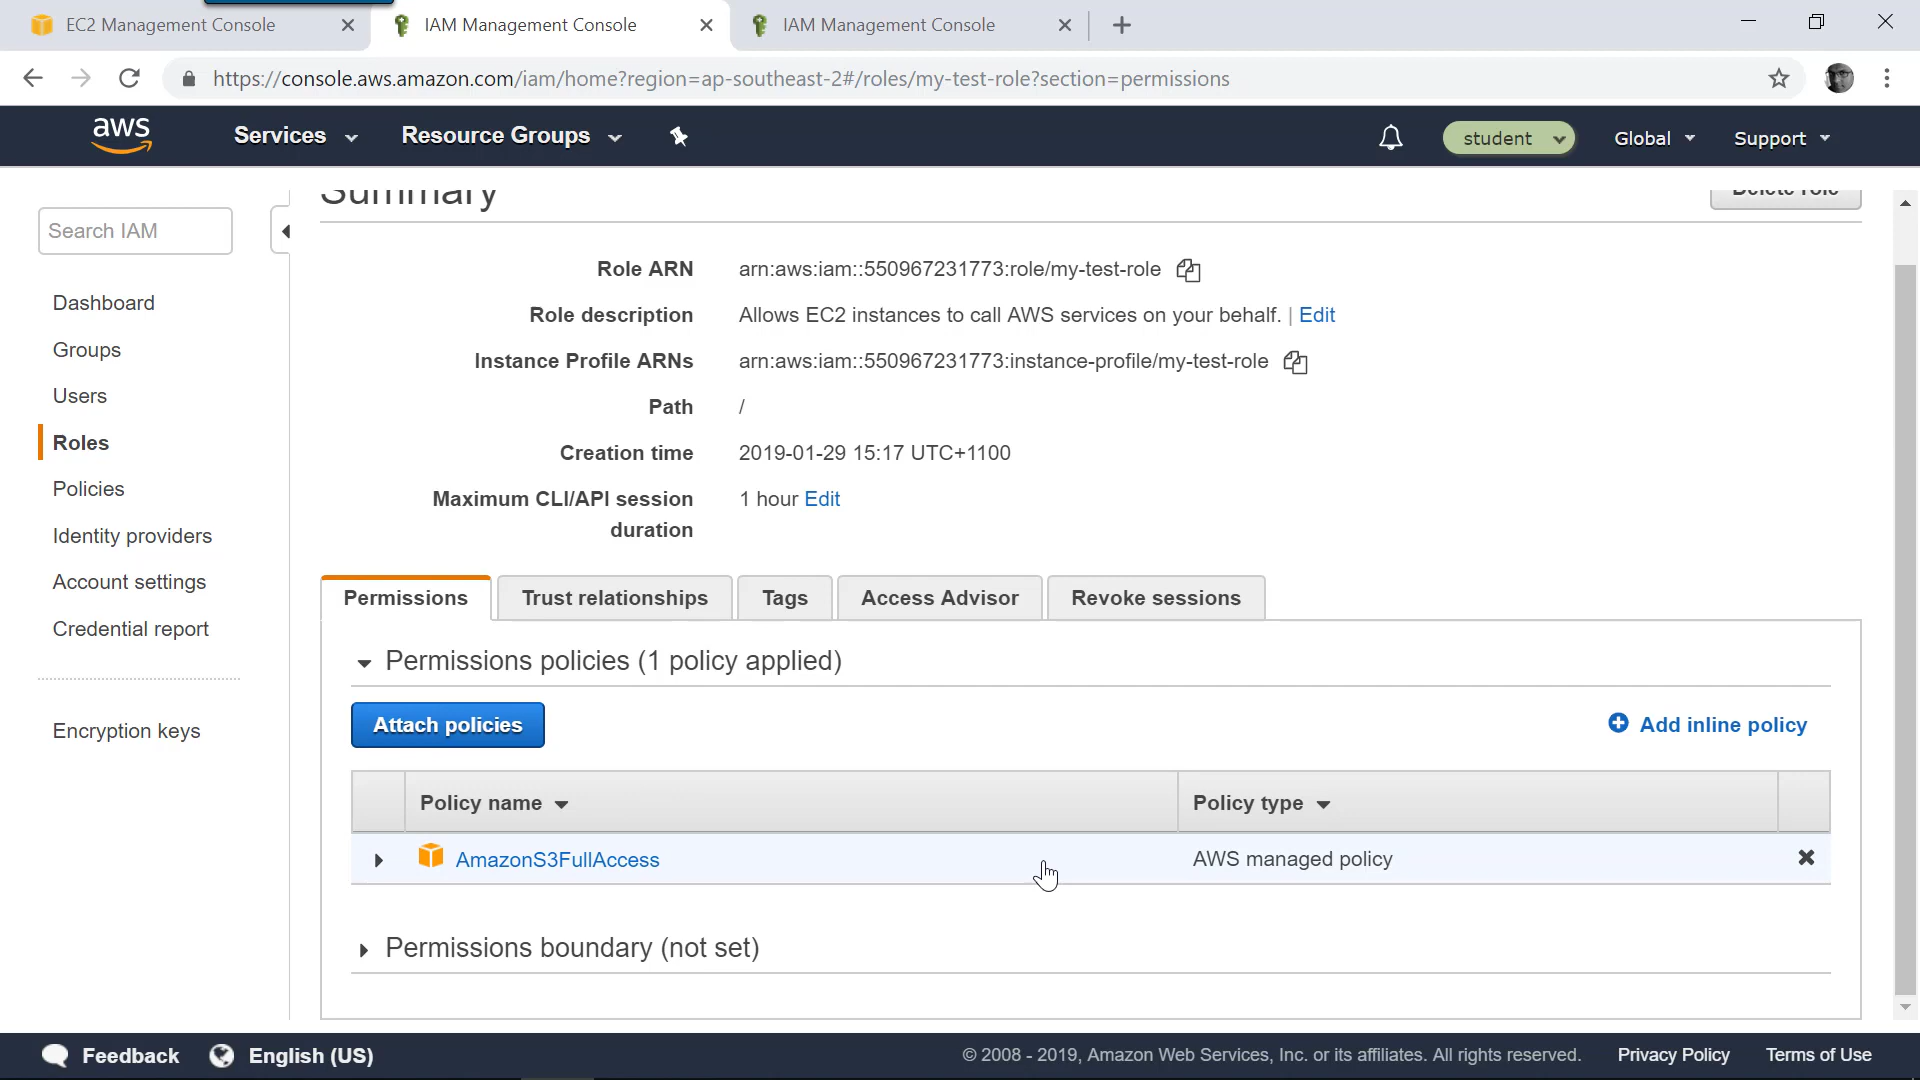 EC2 Management Console
IAM Management Console
IAM Management Console
https://console.aws.amazon.com/iam/home?region=ap-southeast-2#/roles/my-test-role?section=permissions
aws
Services
Resource Groups
student
Global
Support
Summary
Delete role
Search IAM
Dashboard
Groups
Users
Roles
Policies
Identity providers
Account settings
Credential report
Encryption keys
Role ARN
arn:aws:iam::550967231773:role/my-test-role
Role description
Allows EC2 instances to call AWS services on your behalf. | Edit
Instance Profile ARNs
arn:aws:iam::550967231773:instance-profile/my-test-role
Path
/
Creation time
2019-01-29 15:17 UTC+1100
Maximum CLI/API session
duration
1 hour Edit
Permissions
Trust relationships
Tags
Access Advisor
Revoke sessions
Permissions policies (1 policy applied)
Attach policies
Add inline policy
Policy name
Policy type
AmazonS3FullAccess
AWS managed policy
Permissions boundary (not set)
Feedback
English (US)
© 2008 - 2019, Amazon Web Services, Inc. or its affiliates. All rights reserved.
Privacy Policy
Terms of Use